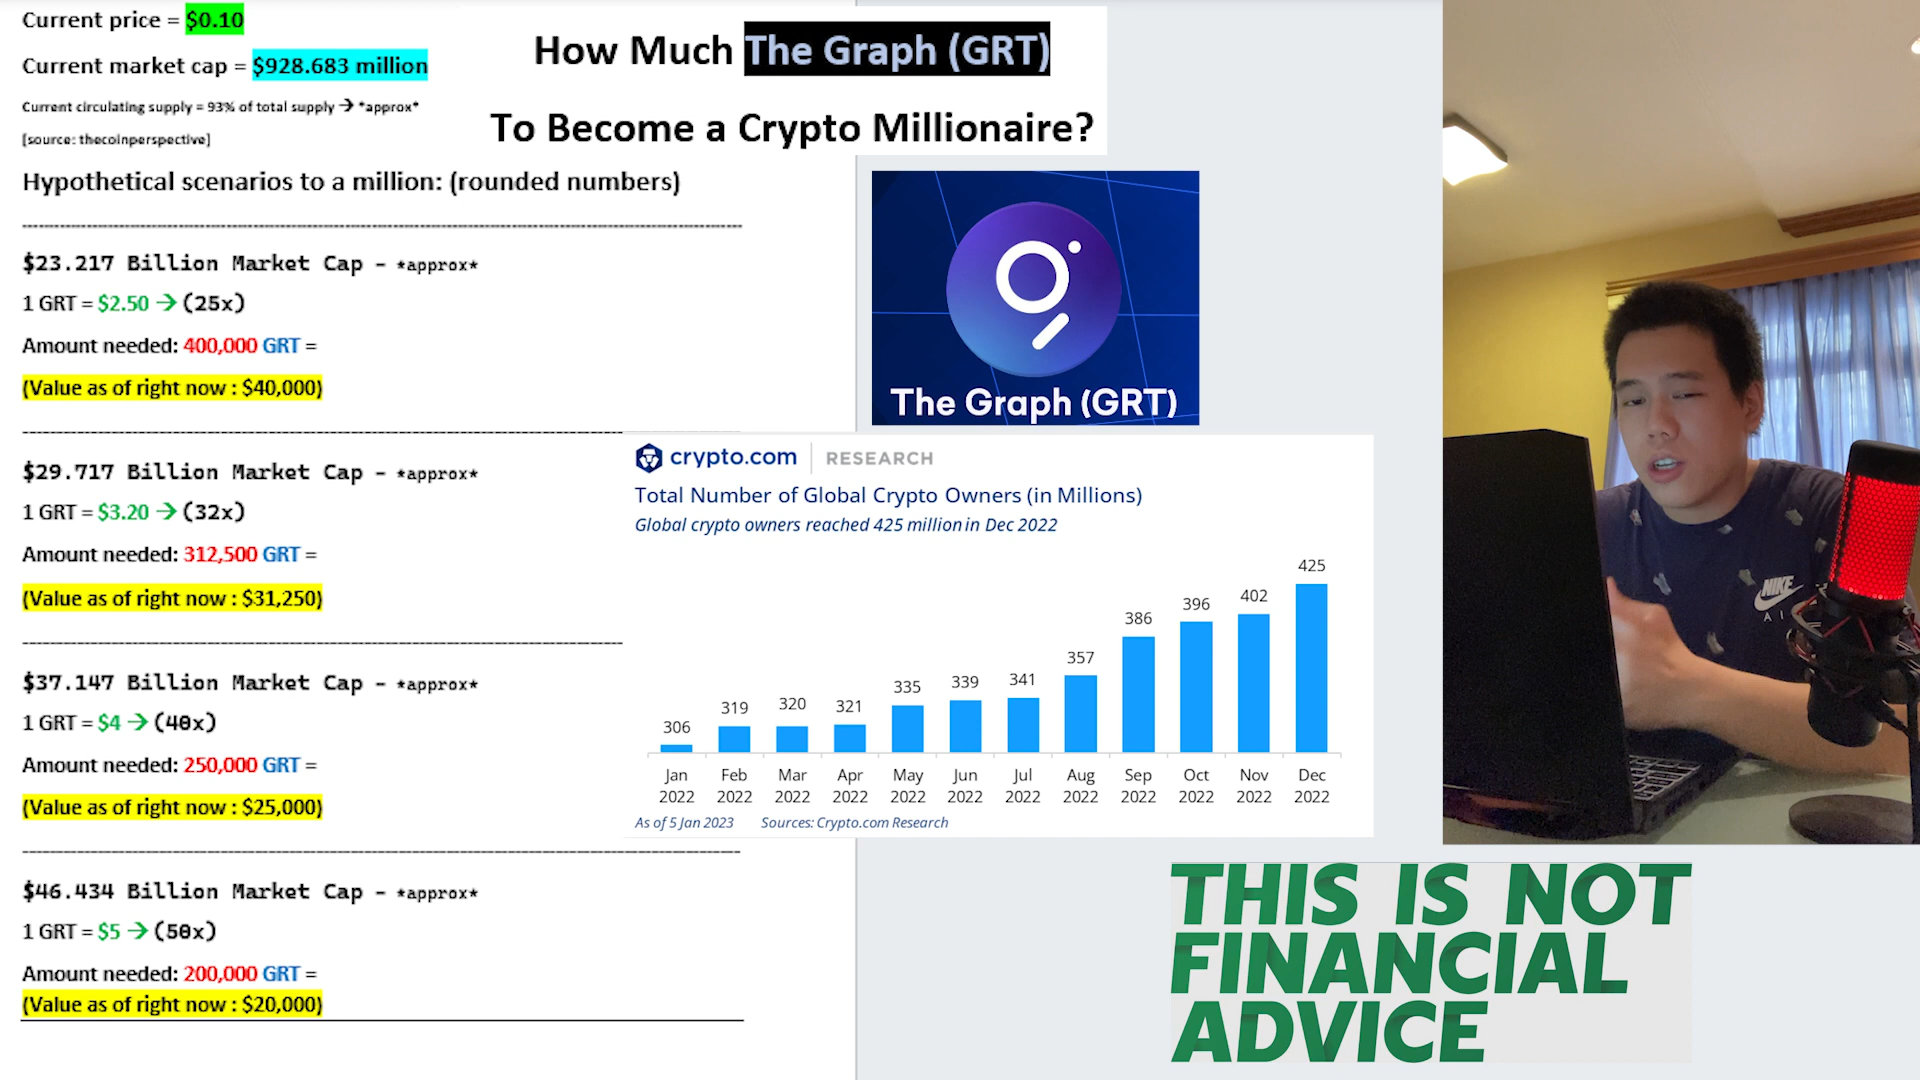 Current price = $0.10
Current market cap = $928.683 million
Current circulating supply = 93% of total supply → *approx*
[source: thecoinperspective]
How Much The Graph (GRT)
To Become a Crypto Millionaire?
Hypothetical scenarios to a million: (rounded numbers)
$23.217 Billion Market Cap - *approx*
1 GRT = $2.50 → (25x)
Amount needed: 400,000 GRT =
(Value as of right now : $40,000)
$29.717 Billion Market Cap - *approx*
1 GRT = $3.20 → (32x)
Amount needed: 312,500 GRT =
(Value as of right now : $31,250)
$37.147 Billion Market Cap - *approx*
1 GRT = $4 → (40x)
Amount needed: 250,000 GRT =
(Value as of right now : $25,000)
$46.434 Billion Market Cap - *approx*
1 GRT = $5 → (50x)
Amount needed: 200,000 GRT =
(Value as of right now : $20,000)
The Graph (GRT)
crypto.com | RESEARCH
Total Number of Global Crypto Owners (in Millions)
Global crypto owners reached 425 million in Dec 2022
306 319 320 321 335 339 341 357 386 396 402 425
Jan Feb Mar Apr May Jun Jul Aug Sep Oct Nov Dec
2022 2022 2022 2022 2022 2022 2022 2022 2022 2022 2022 2022
As of 5 Jan 2023 Sources: Crypto.com Research
NIKE
AI
THIS IS NOT
FINANCIAL
ADVICE